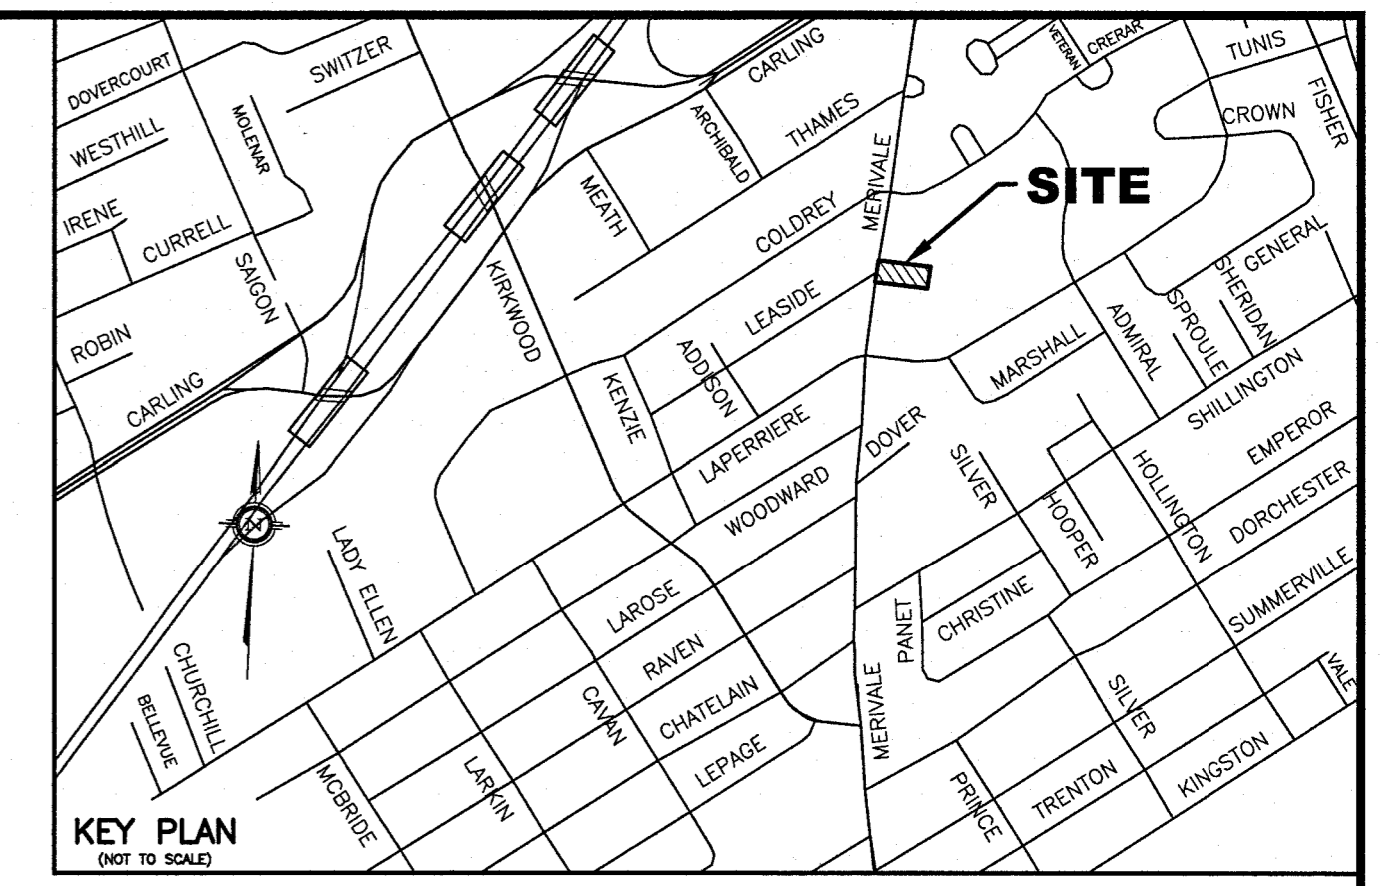 DOVERCOURT
SWITZER
CARLING
VETERAN
CRERAR
TUNIS
FISHER
WESTHILL
MOLENAR
ARCHIBALD
THAMES
CROWN
MERIVALE
SITE
IRENE
CURRELL
MEATH
COLDREY
GENERAL
SAIGON
KIRKWOOD
LEASIDE
SHERIDAN
SPROULE
ADMIRAL
ROBIN
ADDISON
MARSHALL
CARLING
KENZIE
SHILLINGTON
LAPERRIERE
DOVER
EMPEROR
SILVER
HOLLINGTON
WOODWARD
HOOPER
DORCHESTER
N
LADY ELLEN
LAROSE
CHRISTINE
PANET
SUMMERVILLE
RAVEN
CHURCHILL
BELLEVUE
CAVAN
CHATELAIN
MERIVALE
SILVER
VALE
LEPAGE
MCBRIDE
LARKIN
PRINCE
TRENTON
KINGSTON
KEY PLAN
(NOT TO SCALE)